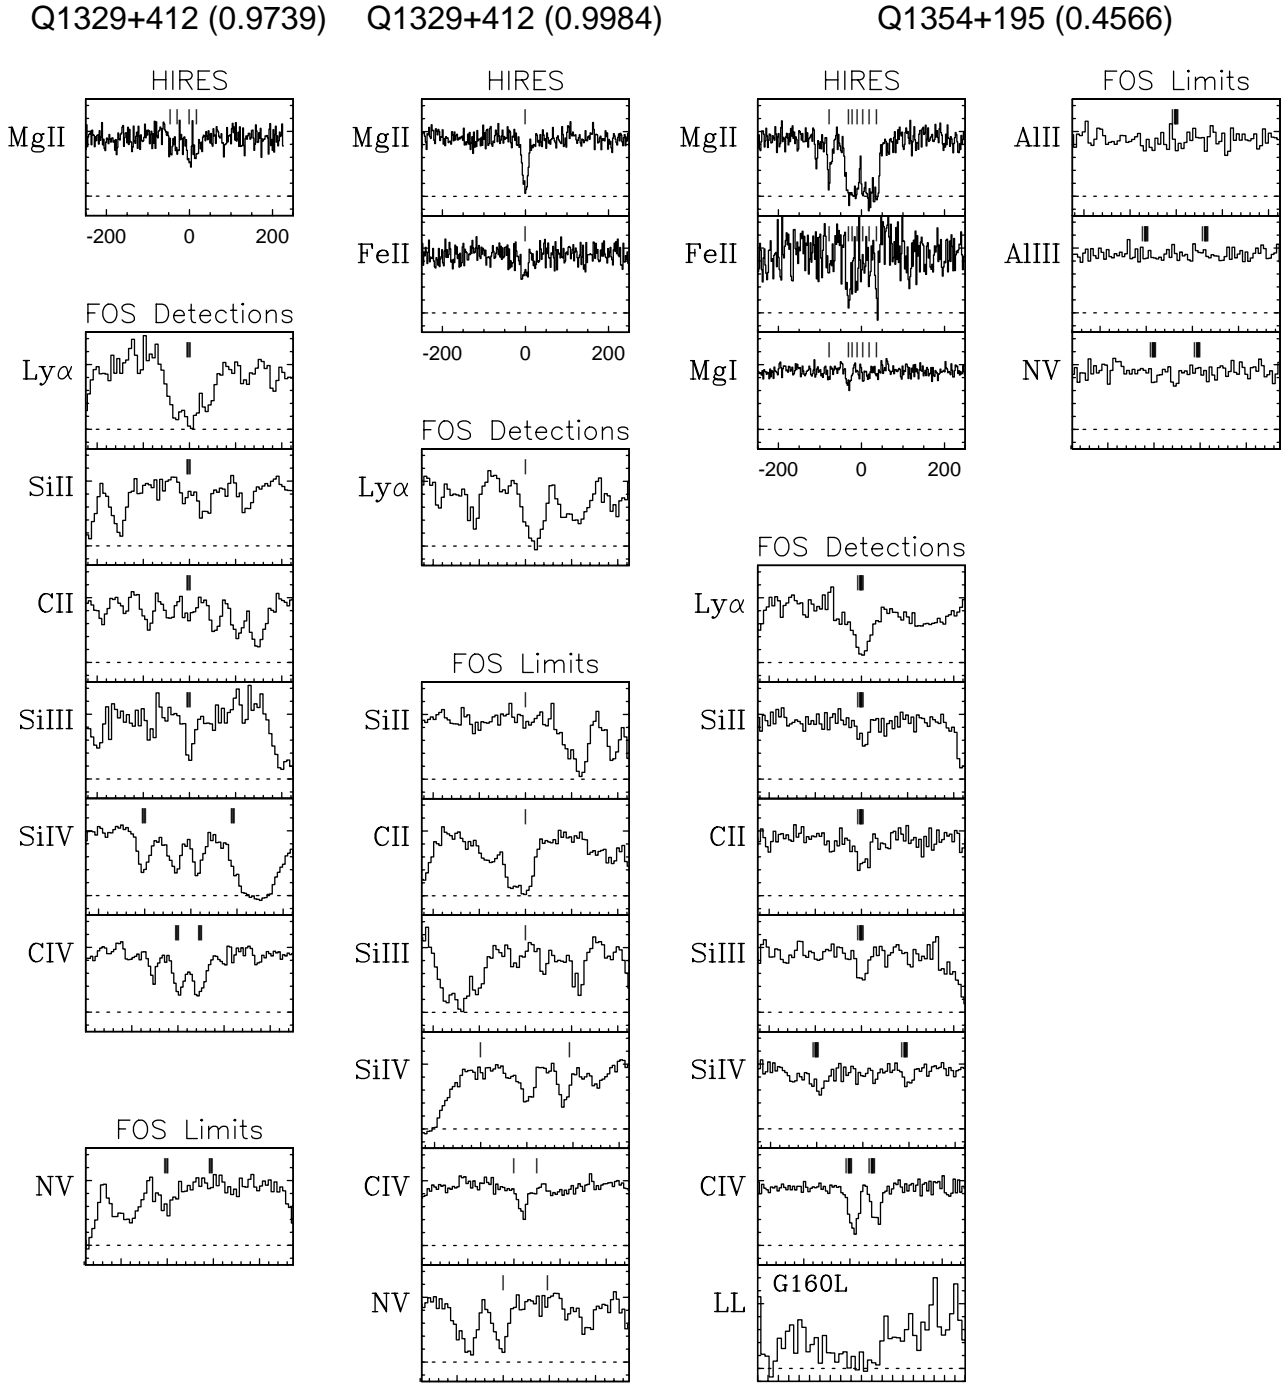 Q1329+412 (0.9739)
HIRES
MgII
-200 0 200
FOS Detections
Lyα
SiII
CII
SiIII
SiIV
CIV
FOS Limits
NV
Q1329+412 (0.9984)
HIRES
MgII
FeII
-200 0 200
FOS Detections
Lyα
FOS Limits
SiII
CII
SiIII
SiIV
CIV
NV
Q1354+195 (0.4566)
HIRES
MgII
FeII
MgI
-200 0 200
FOS Detections
Lyα
SiII
CII
SiIII
SiIV
CIV
LL
G160L
FOS Limits
AlII
AlIII
NV